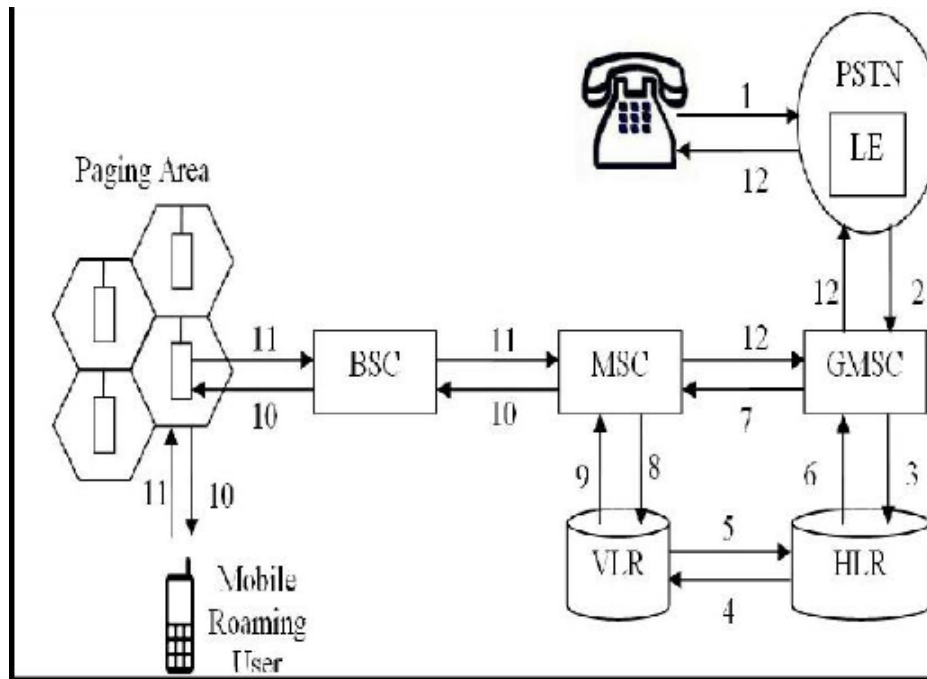 PSTN
LE
1
12
Paging Area
12
2
11
BSC
11
MSC
12
GMSC
10
10
7
11
10
9
8
6
3
VLR
5
4
HLR
Mobile
Roaming
User